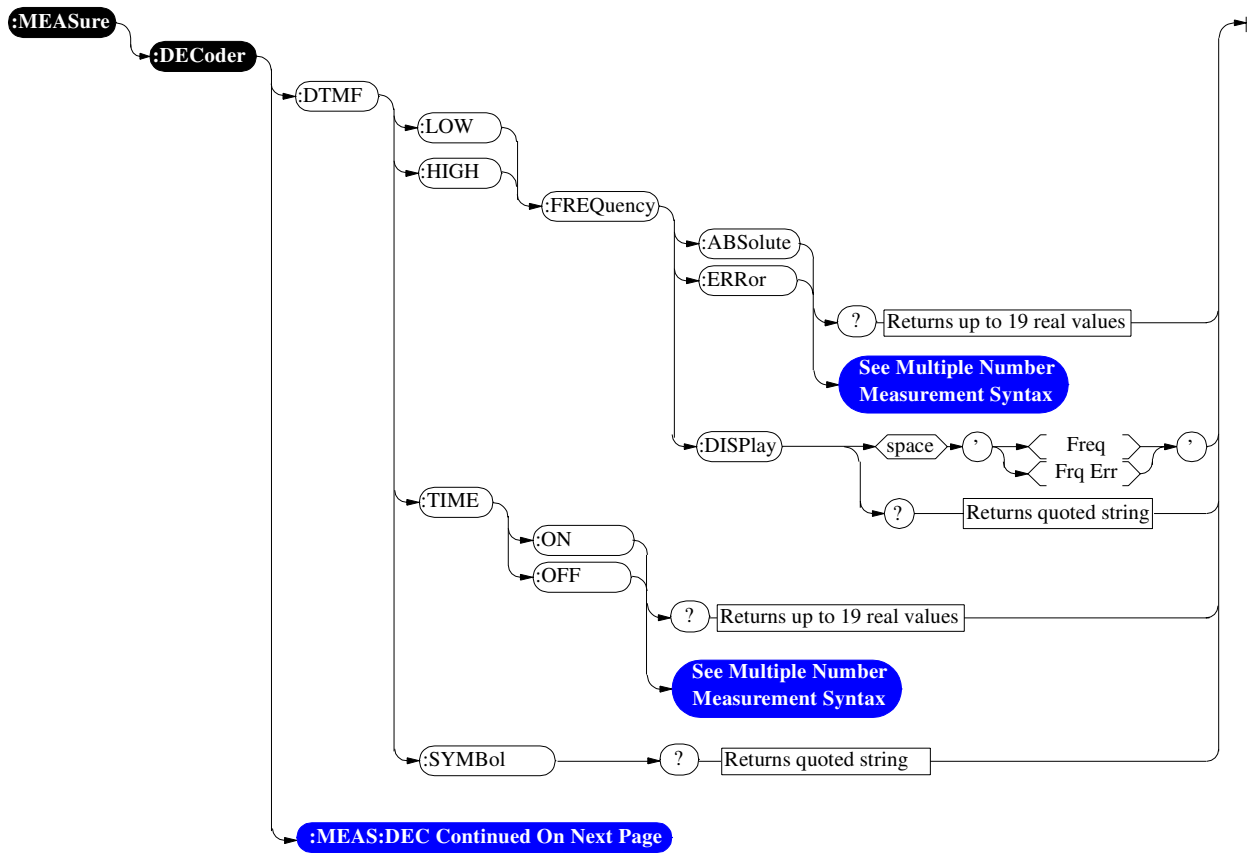 :MEASure
:DECoder
:DTMF
:LOW
:HIGH
:FREQuency
:ABSolute
:ERRor
? Returns up to 19 real values
See Multiple Number
Measurement Syntax
:DISPlay space ' Freq '
Frq Err
? Returns quoted string
:TIME
:ON
:OFF
? Returns up to 19 real values
See Multiple Number
Measurement Syntax
:SYMBol ? Returns quoted string
:MEAS:DEC Continued On Next Page